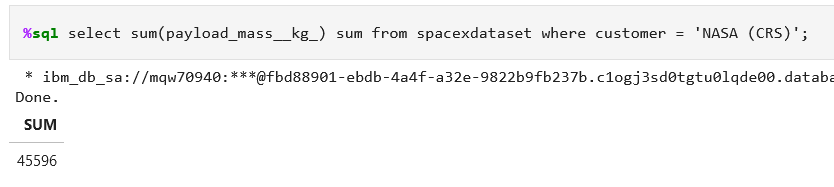 %sql select sum(payload_mass__kg_) sum from spacexdataset where customer = 'NASA (CRS)';
* ibm_db_sa://mqw70940:***@fbd88901-ebdb-4a4f-a32e-9822b9fb237b.c1ogj3sd0tgtu0lqde00.databa
Done.
SUM
45596